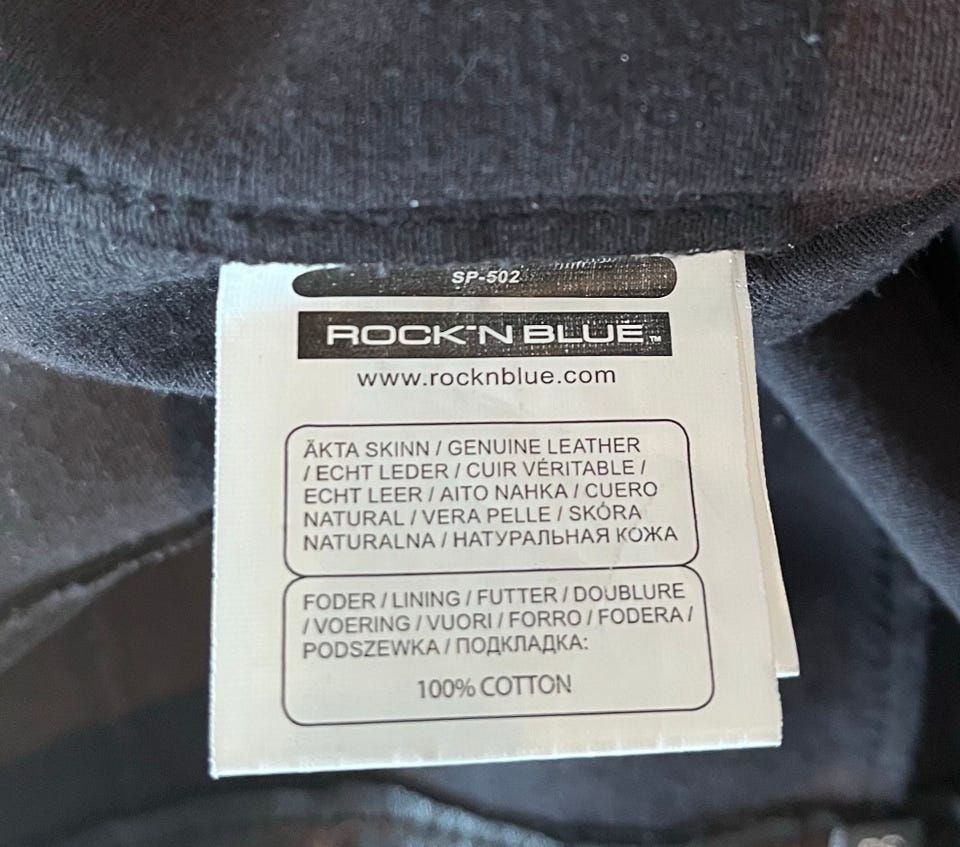 SP-502
ROCK'N BLUE™
www.rocknblue.com
ÄKTA SKINN / GENUINE LEATHER
/ ECHT LEDER / CUIR VÉRITABLE /
ECHT LEER / AITO NAHKA / CUERO
NATURAL / VERA PELLE / SKÓRA
NATURALNA / НАТУРАЛЬНАЯ КОЖА
FODER / LINING / FUTTER / DOUBLURE
/ VOERING / VUORI / FORRO / FODERA /
PODSZEWKA / ПОДКЛАДКА:
100% COTTON